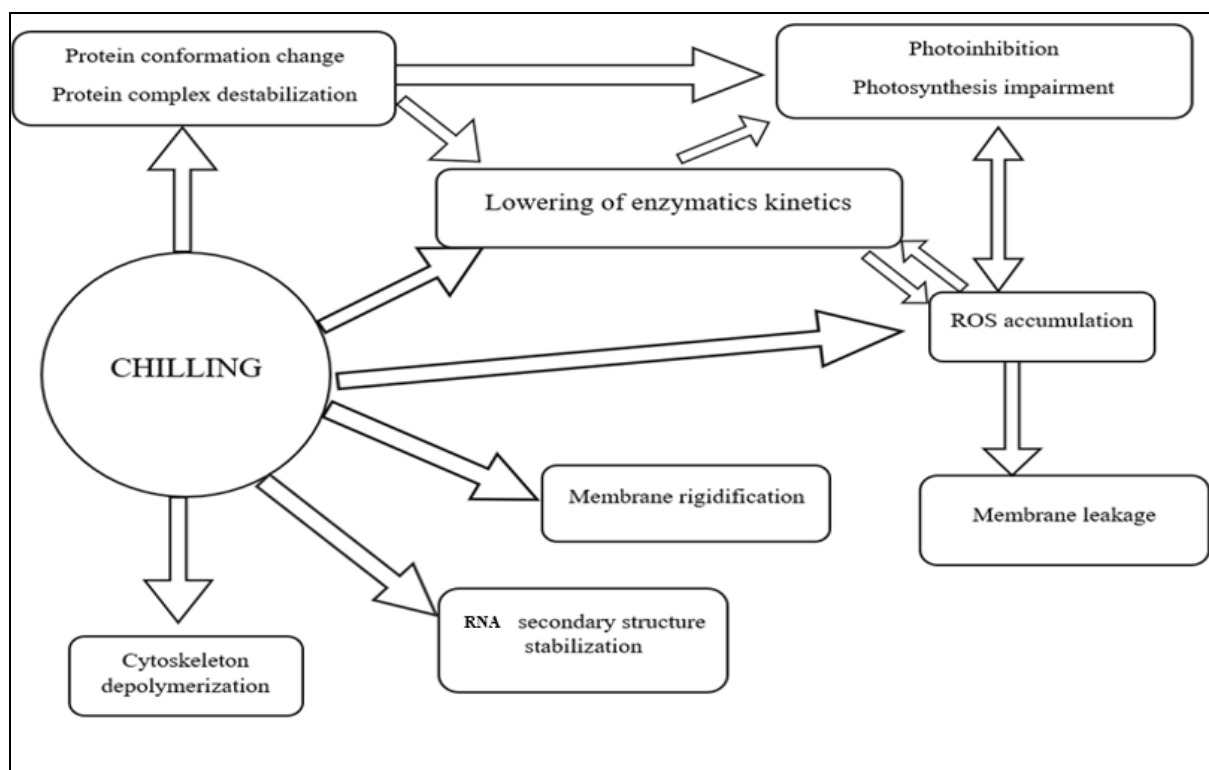 Protein conformation change
Protein complex destabilization
Photoinhibition
Photosynthesis impairment
Lowering of enzymatics kinetics
CHILLING
ROS accumulation
Membrane rigidification
Membrane leakage
RNA secondary structure
stabilization
Cytoskeleton
depolymerization